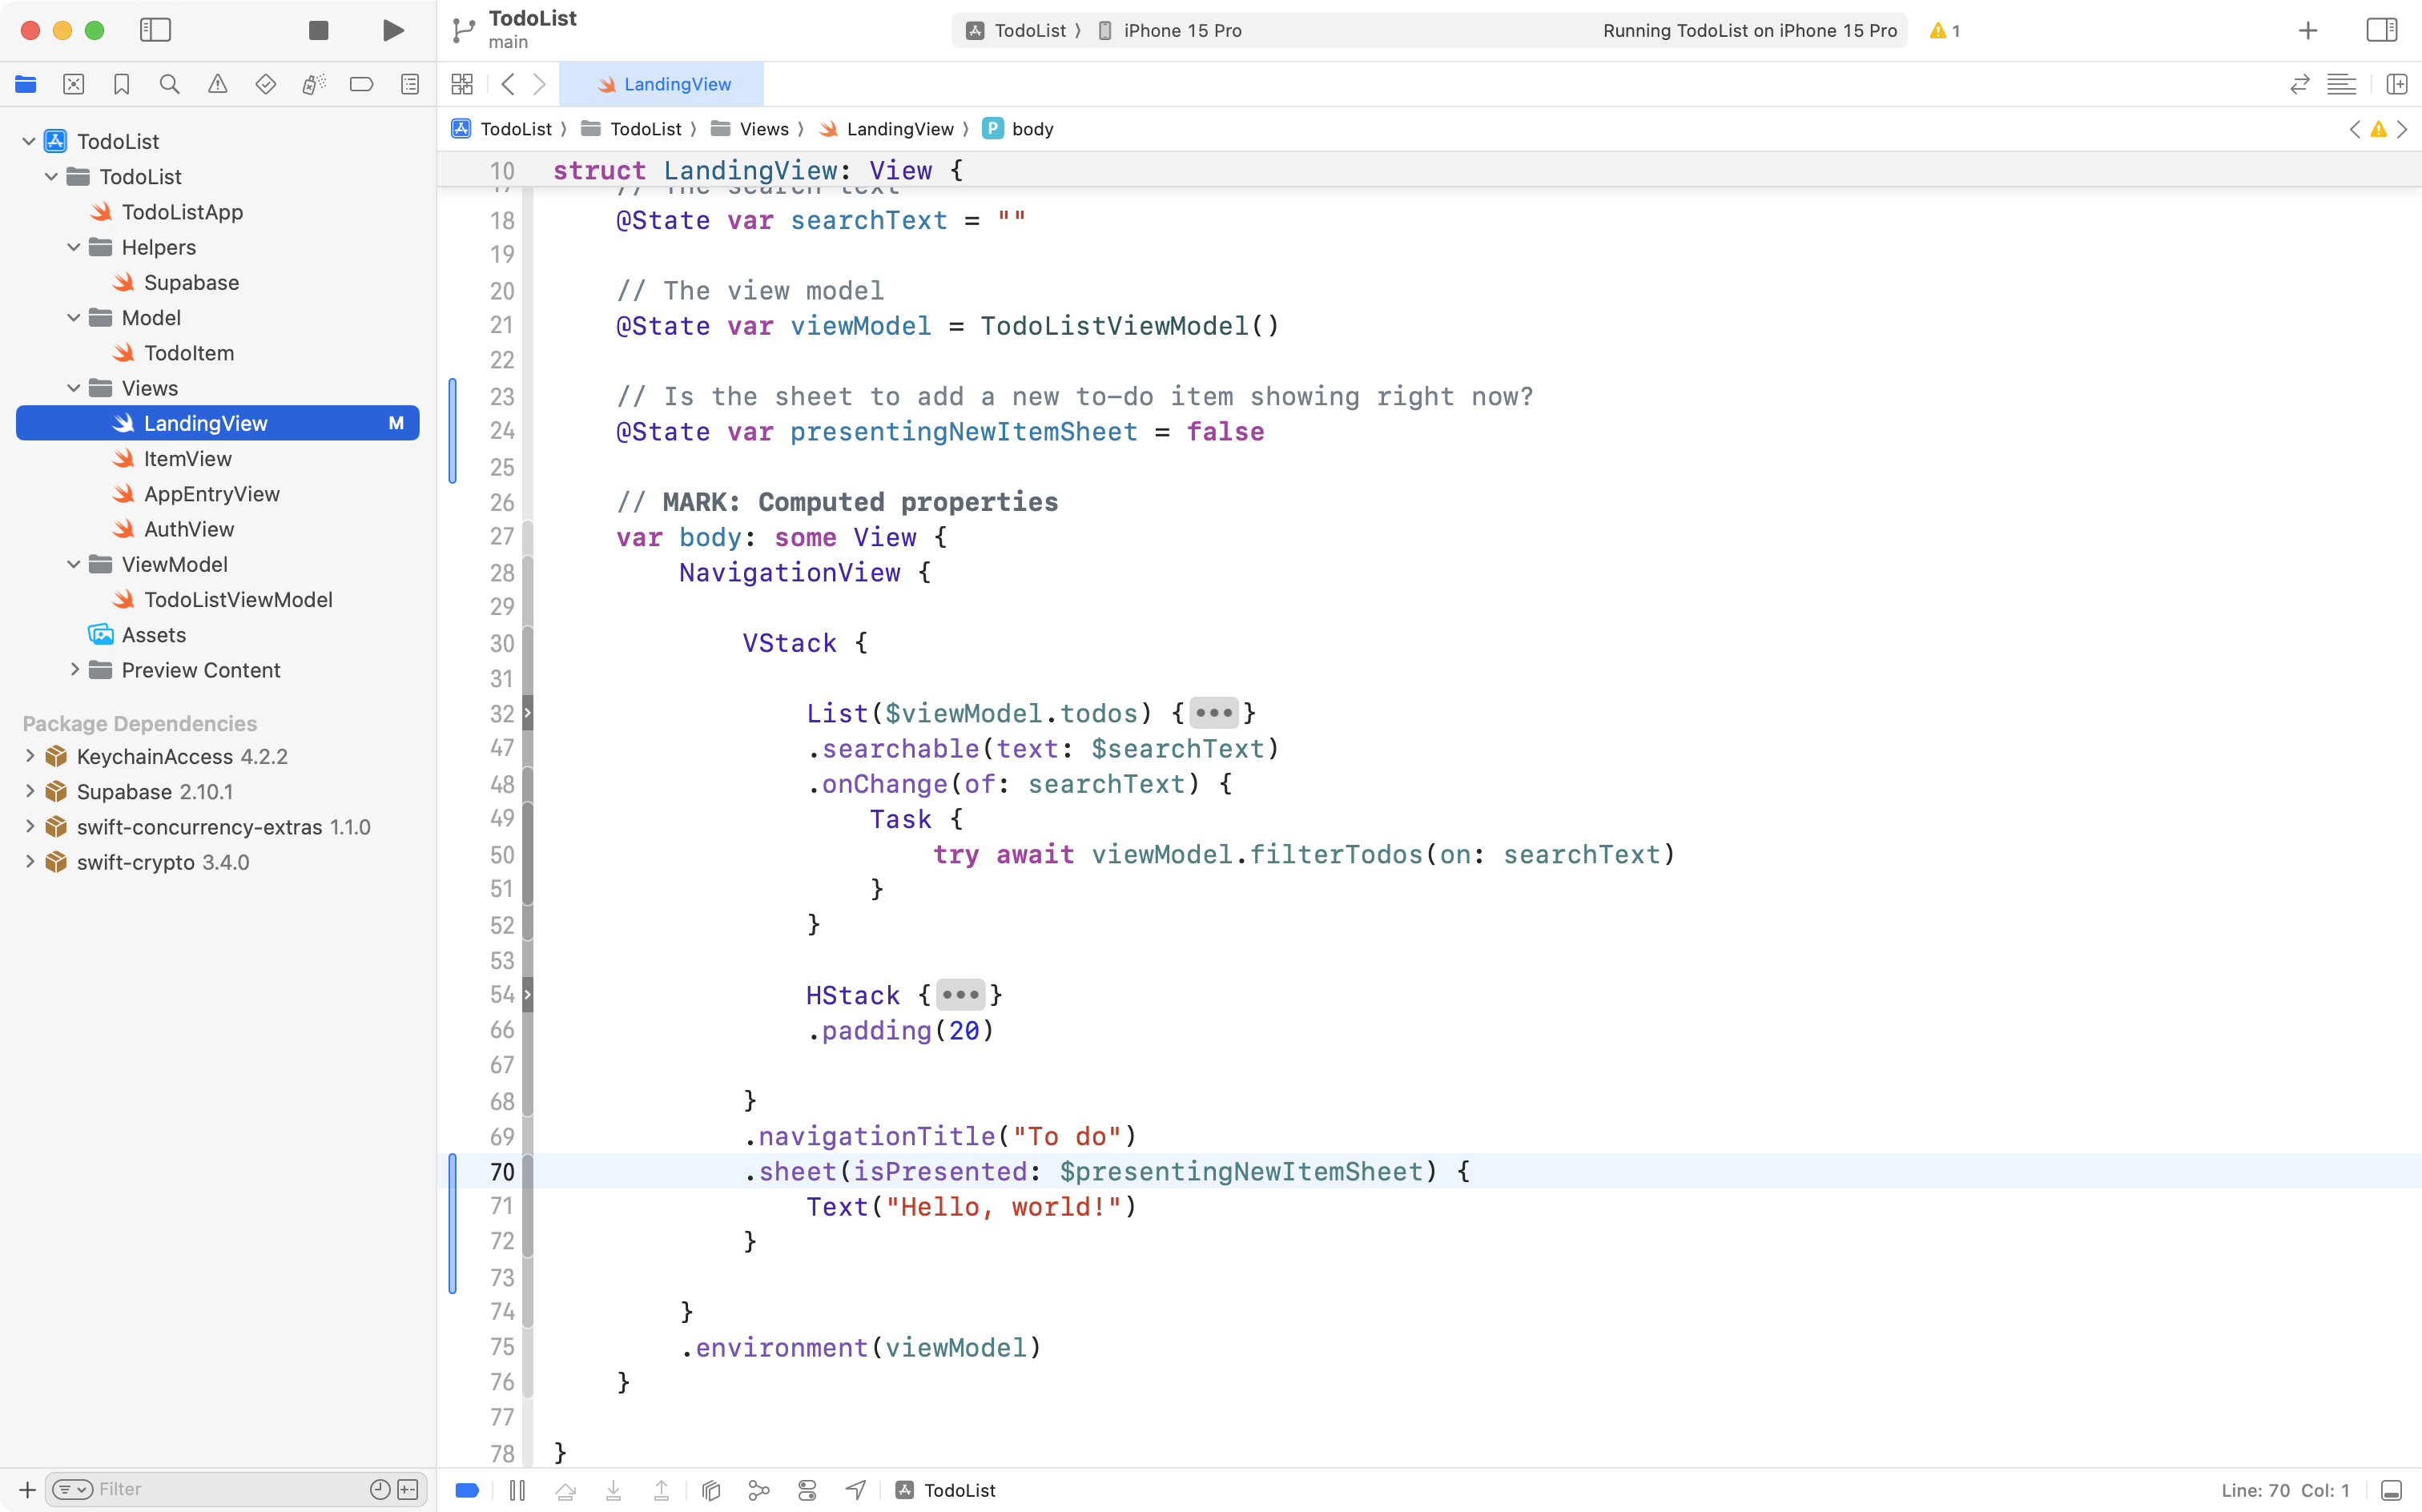 TodoList
main
TodoList 〉 iPhone 15 Pro
Running TodoList on iPhone 15 Pro
1
LandingView
TodoList 〉 TodoList 〉 Views 〉 LandingView 〉 P body
TodoList
TodoList
TodoListApp
Helpers
Supabase
Model
TodoItem
Views
LandingView M
ItemView
AppEntryView
AuthView
ViewModel
TodoListViewModel
Assets
Preview Content
Package Dependencies
KeychainAccess 4.2.2
Supabase 2.10.1
swift-concurrency-extras 1.1.0
swift-crypto 3.4.0
Filter
10 struct LandingView: View {
17 // The search text
18 @State var searchText = ""
19
20 // The view model
21 @State var viewModel = TodoListViewModel()
22
23 // Is the sheet to add a new to-do item showing right now?
24 @State var presentingNewItemSheet = false
25
26 // MARK: Computed properties
27 var body: some View {
28 NavigationView {
29
30 VStack {
31
32 List($viewModel.todos) {•••}
47 .searchable(text: $searchText)
48 .onChange(of: searchText) {
49 Task {
50 try await viewModel.filterTodos(on: searchText)
51 }
52 }
53
54 HStack {•••}
66 .padding(20)
67
68 }
69 .navigationTitle("To do")
70 .sheet(isPresented: $presentingNewItemSheet) {
71 Text("Hello, world!")
72 }
73
74 }
75 .environment(viewModel)
76 }
77
78 }
TodoList
Line: 70 Col: 1